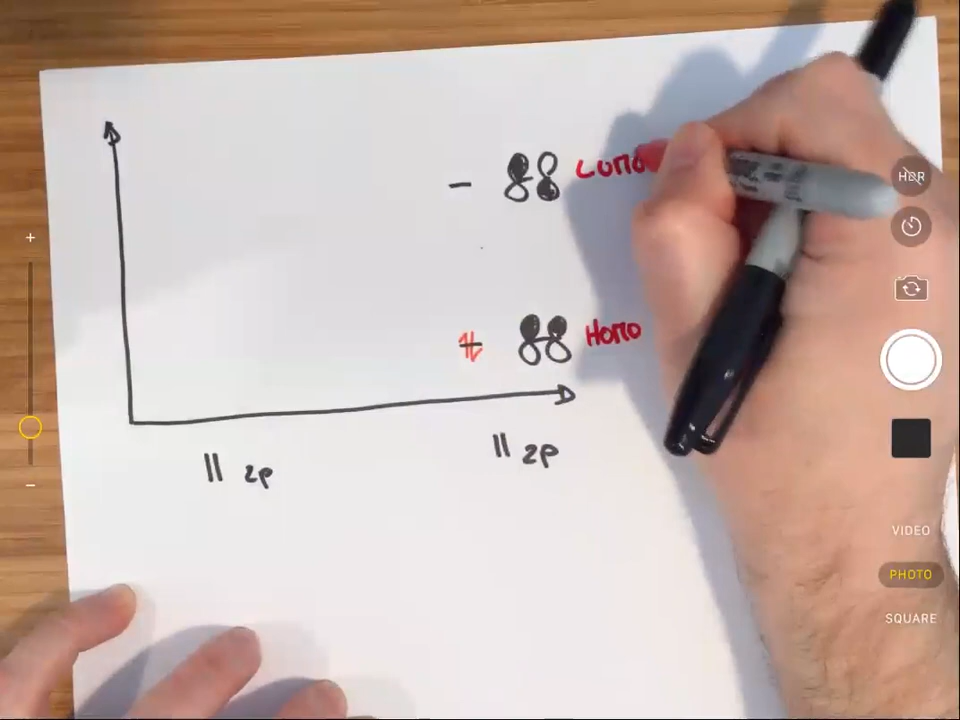 LUMO
HOMO
2p
2p
HDR
VIDEO
PHOTO
SQUARE